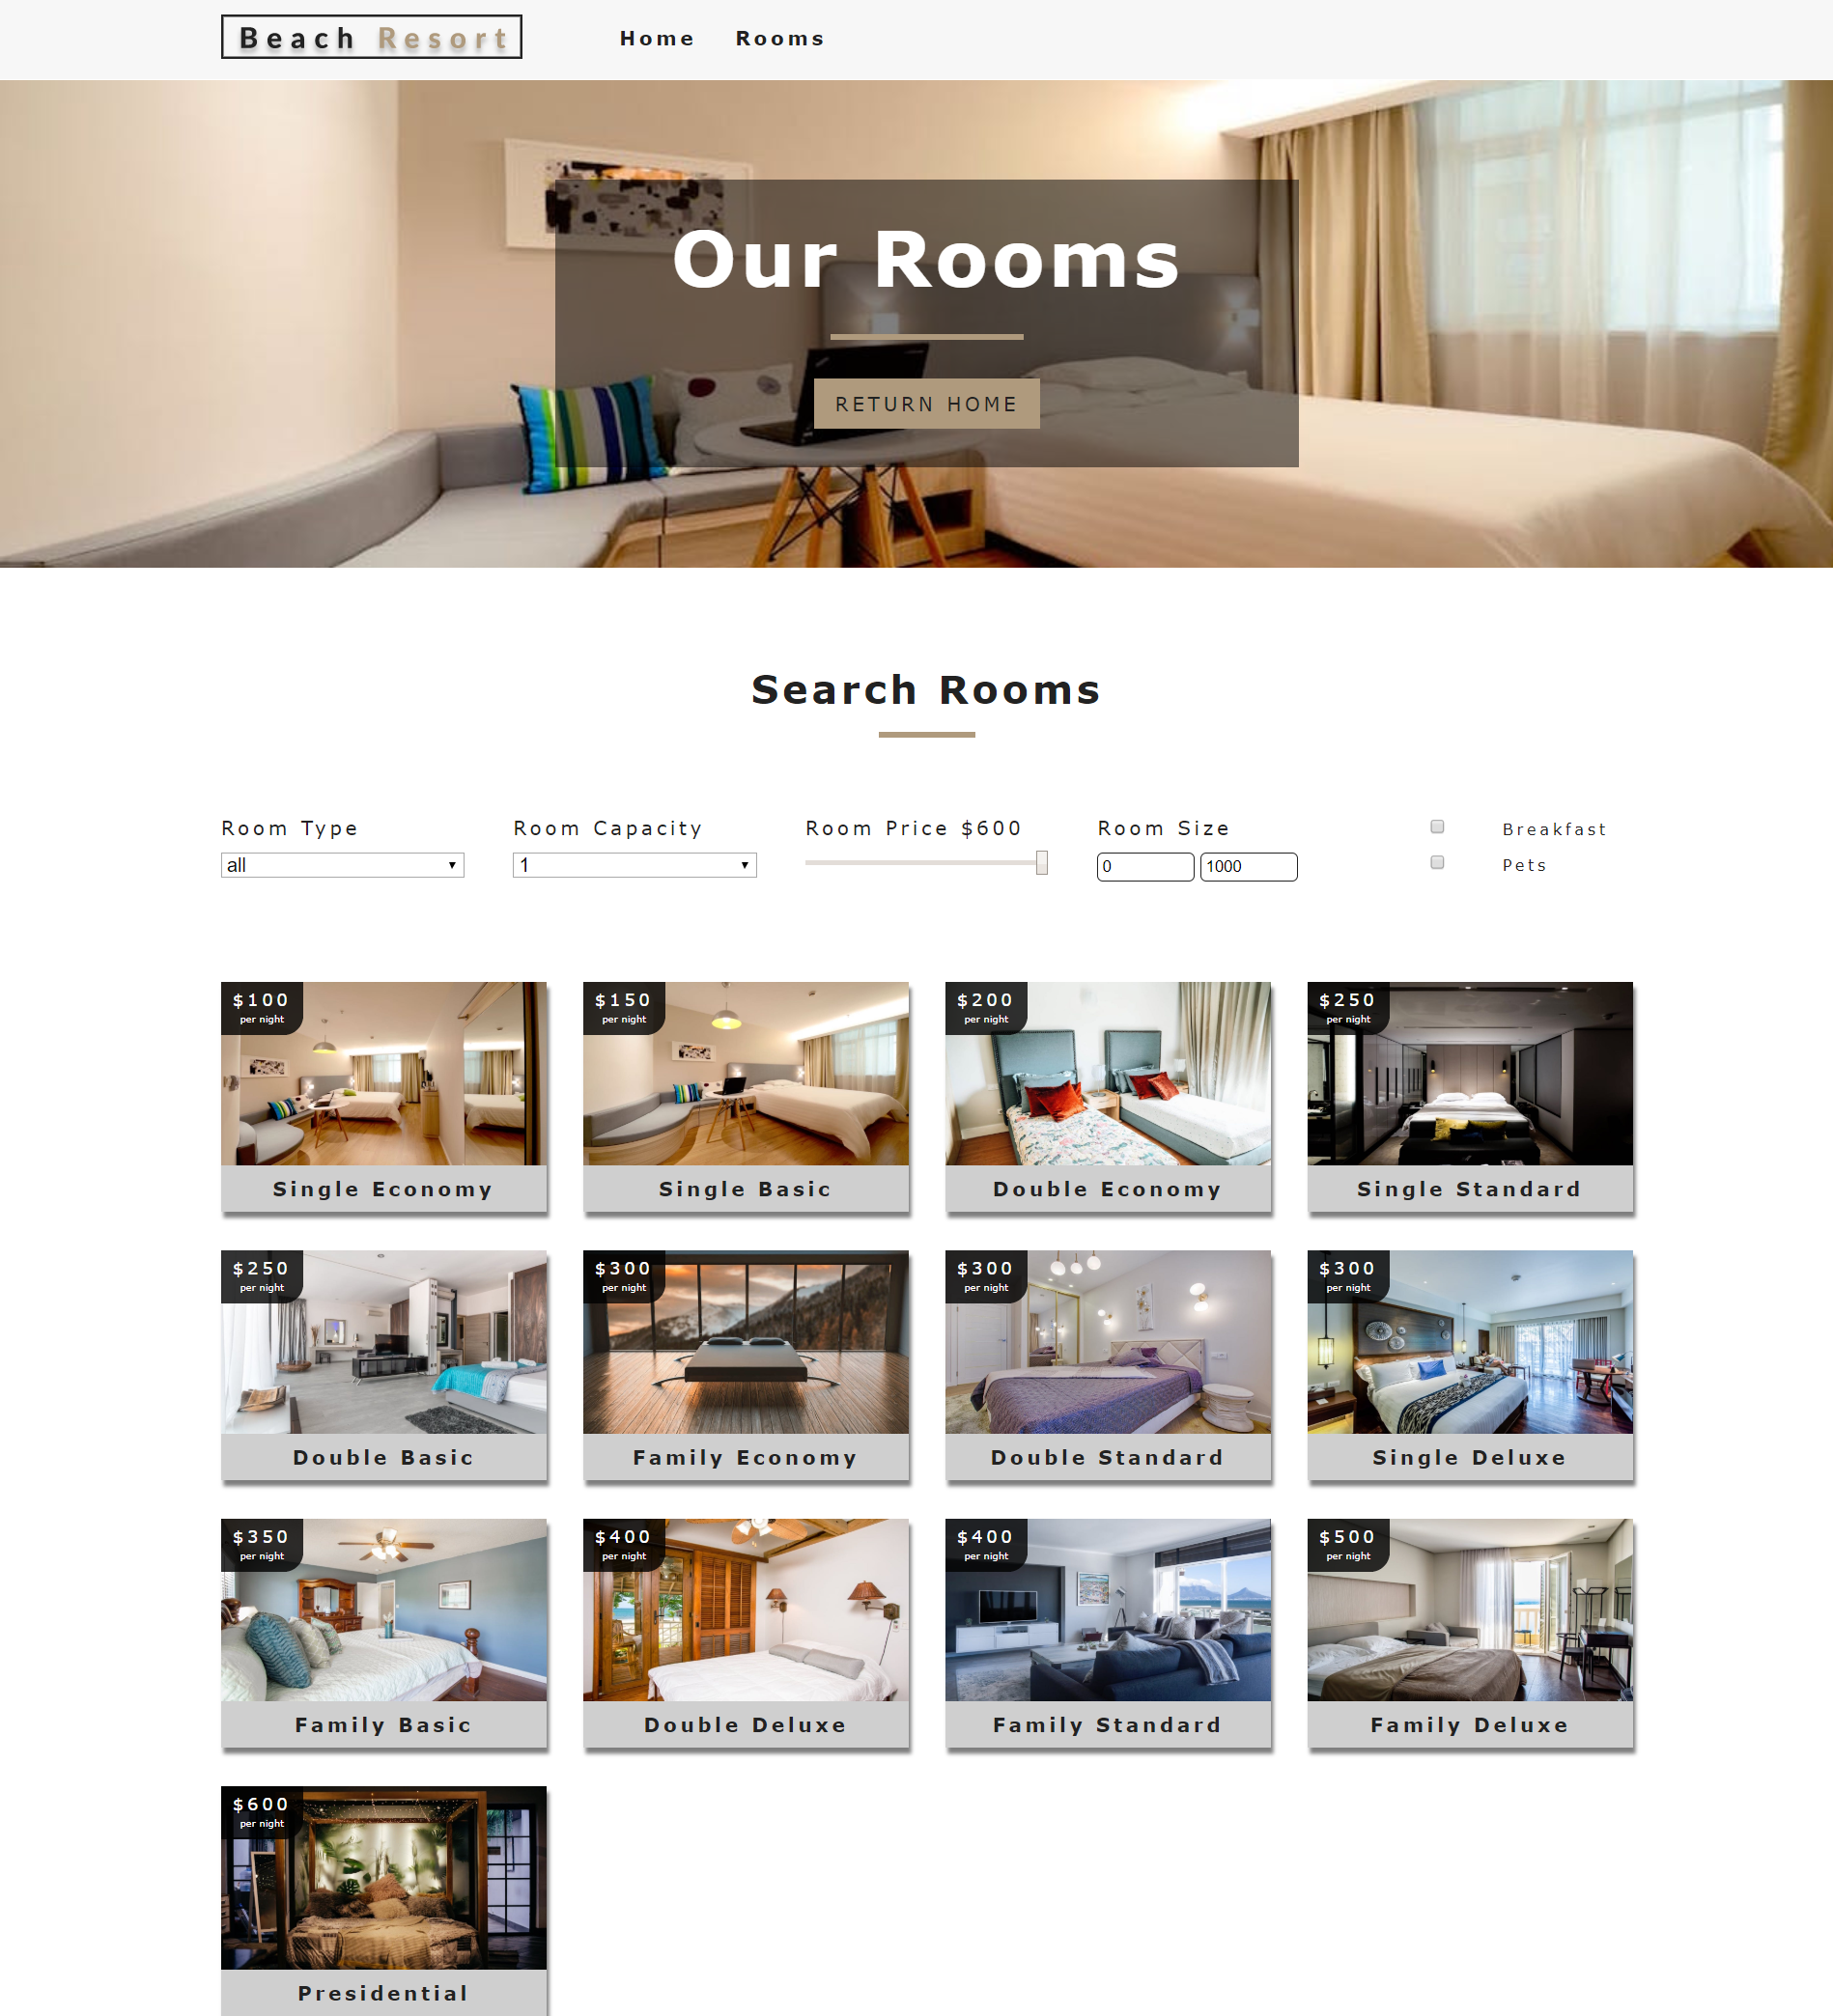 Beach Resort
Home Rooms
Our Rooms
RETURN HOME
Search Rooms
Room Type
all
Room Capacity
1
Room Price $600
Room Size
0 1000
Breakfast
Pets
$100
per night
Single Economy
$150
per night
Single Basic
$200
per night
Double Economy
$250
per night
Single Standard
$250
per night
Double Basic
$300
per night
Family Economy
$300
per night
Double Standard
$300
per night
Single Deluxe
$350
per night
Family Basic
$400
per night
Double Deluxe
$400
per night
Family Standard
$500
per night
Family Deluxe
$600
per night
Presidential